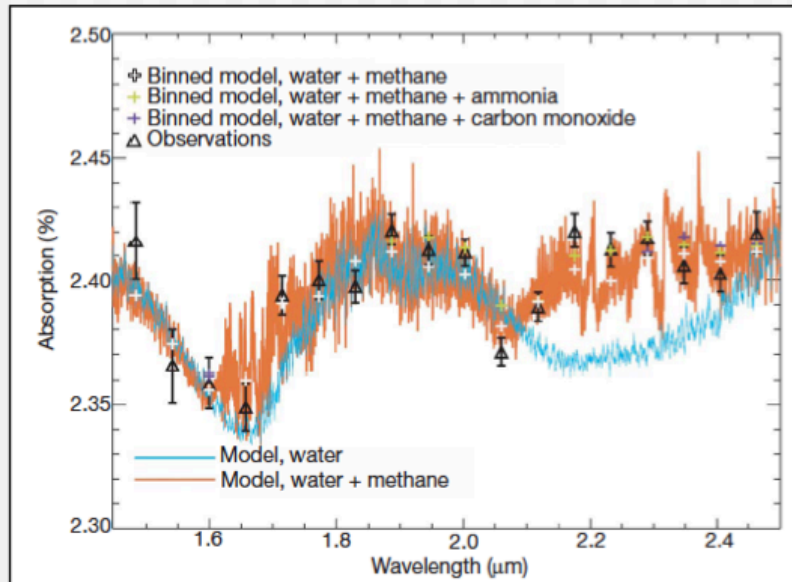 2.50
Binned model, water + methane
Binned model, water + methane + ammonia
Binned model, water + methane + carbon monoxide
Observations
2.45
2.40
2.35
2.30
Absorption (%)
Model, water
Model, water + methane
1.6
1.8
2.0
2.2
2.4
Wavelength (μm)